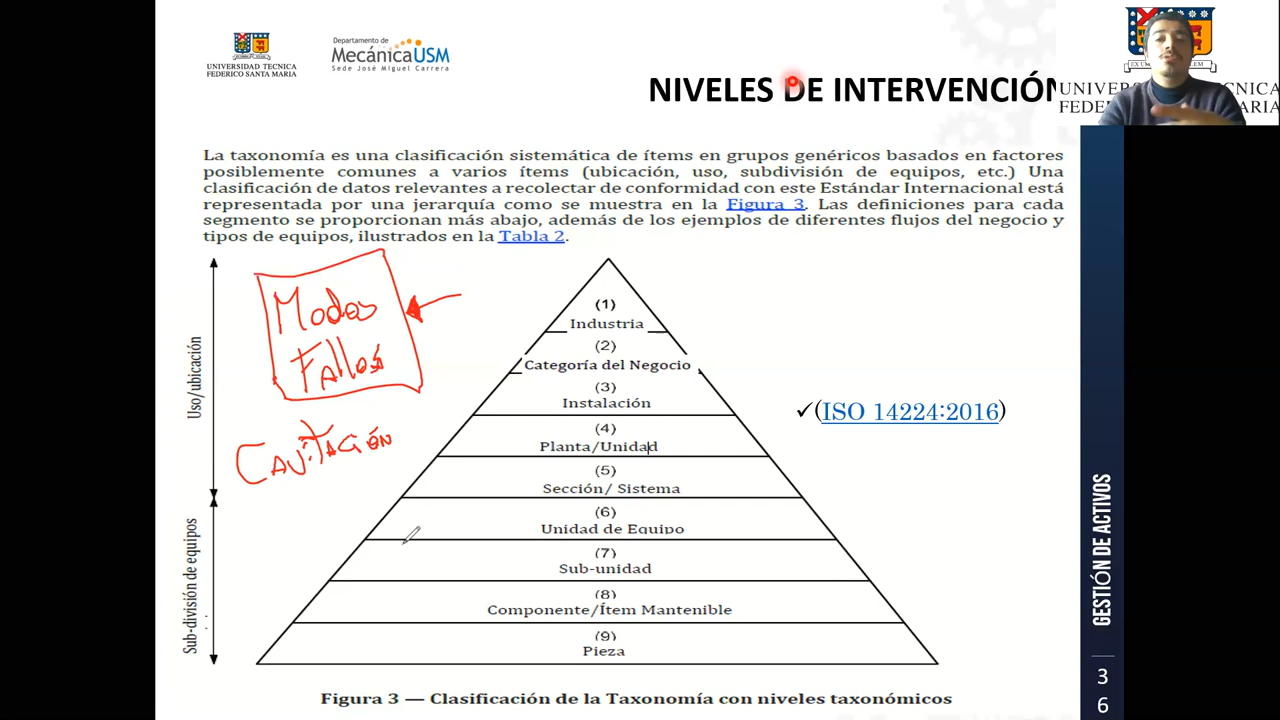 UNIVERSIDAD TECNICA
FEDERICO SANTA MARIA
Departamento de
MecánicaUSM
Sede José Miguel Carrera
NIVELES DE INTERVENCIÓN
UNIVERSIDAD TECNICA
FEDERICO SANTA MARIA
La taxonomía es una clasificación sistemática de ítems en grupos genéricos basados en factores
posiblemente comunes a varios ítems (ubicación, uso, subdivisión de equipos, etc.) Una
clasificación de datos relevantes a recolectar de conformidad con este Estándar Internacional está
representada por una jerarquía como se muestra en la Figura 3. Las definiciones para cada
segmento se proporcionan más abajo, además de los ejemplos de diferentes flujos del negocio y
tipos de equipos, ilustrados en la Tabla 2.
Modos
Fallos
Cavitación
Uso/ubicación
Sub-división de equipos
(1)
Industria
(2)
Categoría del Negocio
(3)
Instalación
(4)
Planta/Unidad
(5)
Sección/ Sistema
(6)
Unidad de Equipo
(7)
Sub-unidad
(8)
Componente/Ítem Mantenible
(9)
Pieza
✓(ISO 14224:2016)
GESTIÓN DE ACTIVOS
3
6
Figura 3 — Clasificación de la Taxonomía con niveles taxonómicos